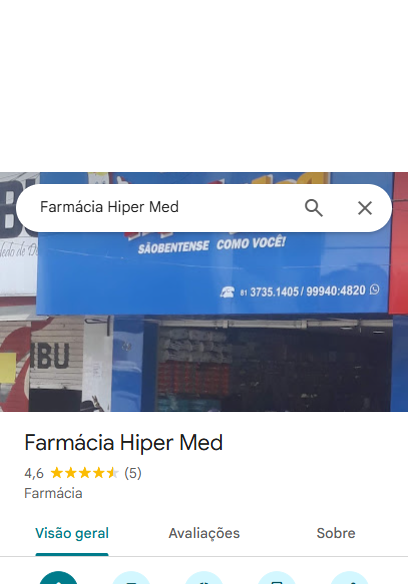 Farmácia Hiper Med
SÃOBENTENSE COMO VOCÊ!
81 3735.1405 / 99940:4820
IBU
Farmácia Hiper Med
4,6 (5)
Farmácia
Visão geral
Avaliações
Sobre